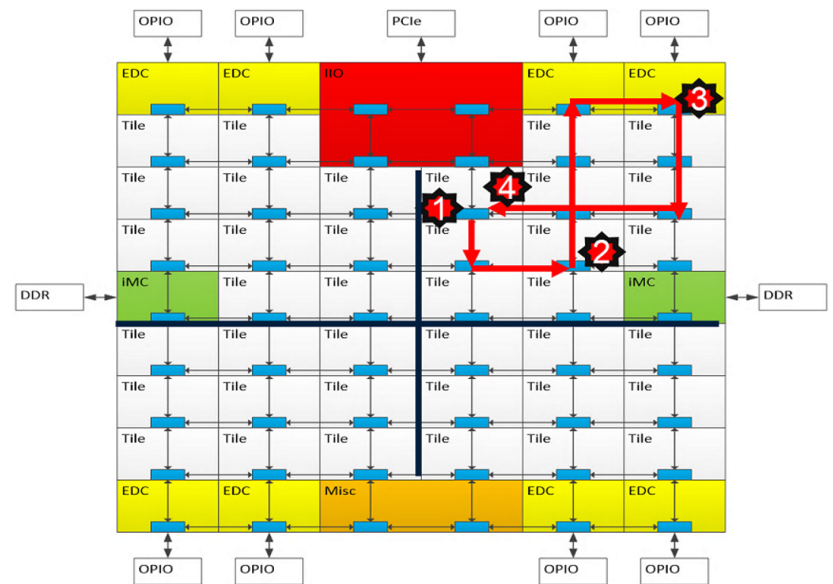 OPIO OPIO PCIe OPIO OPIO
EDC EDC IIO EDC EDC
3
Tile Tile Tile Tile
Tile Tile Tile Tile Tile Tile
4
1
Tile Tile Tile Tile Tile Tile
2
iMC Tile Tile Tile Tile iMC
DDR DDR
Tile Tile Tile Tile Tile Tile
Tile Tile Tile Tile Tile Tile
Tile Tile Tile Tile Tile Tile
EDC EDC Misc EDC EDC
OPIO OPIO OPIO OPIO